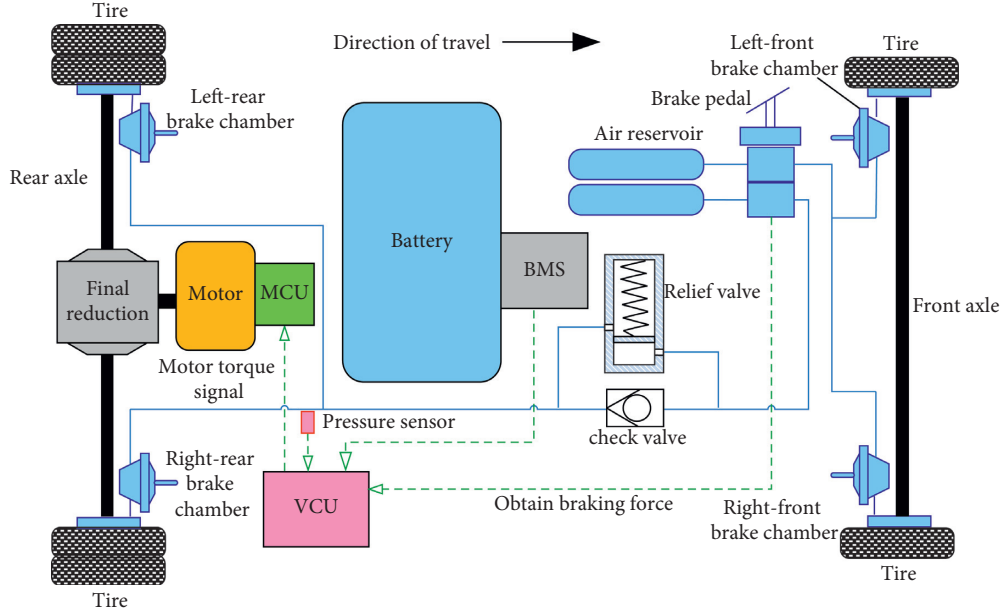 Tire
Direction of travel
Left-front
brake chamber
Tire
Brake pedal
Left-rear
brake chamber
Air reservoir
Rear axle
Battery
BMS
Final
reduction
Motor
MCU
Relief valve
Front axle
Motor torque
signal
Pressure sensor
check valve
Right-rear
brake
chamber
VCU
Obtain braking force
Right-front
brake chamber
Tire
Tire